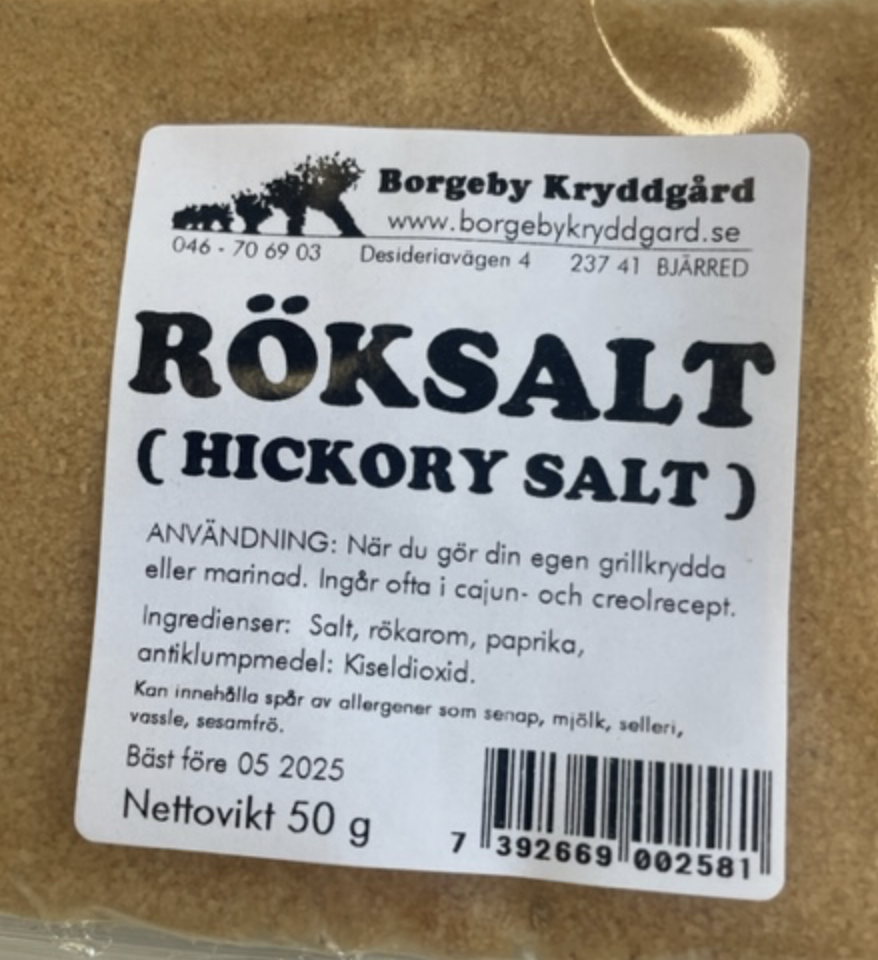 Borgeby Kryddgård
www.borgebykryddgard.se
046 - 70 69 03 Desideriavägen 4 237 41 BJÄRRED
RÖKSALT
( HICKORY SALT )
ANVÄNDNING: När du gör din egen grillkrydda
eller marinad. Ingår ofta i cajun- och creolrecept.
Ingredienser: Salt, rökarom, paprika,
antiklumpmedel: Kiseldioxid.
Kan innehålla spår av allergener som senap, mjölk, selleri,
vassle, sesamfrö.
Bäst före 05 2025
Nettovikt 50 g
7 392669 002581